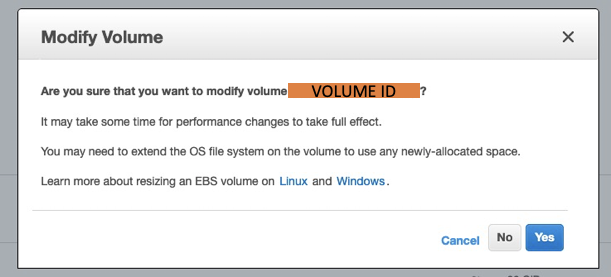 Modify Volume
Are you sure that you want to modify volume VOLUME ID ?
It may take some time for performance changes to take full effect.
You may need to extend the OS file system on the volume to use any newly-allocated space.
Learn more about resizing an EBS volume on Linux and Windows.
Cancel No Yes